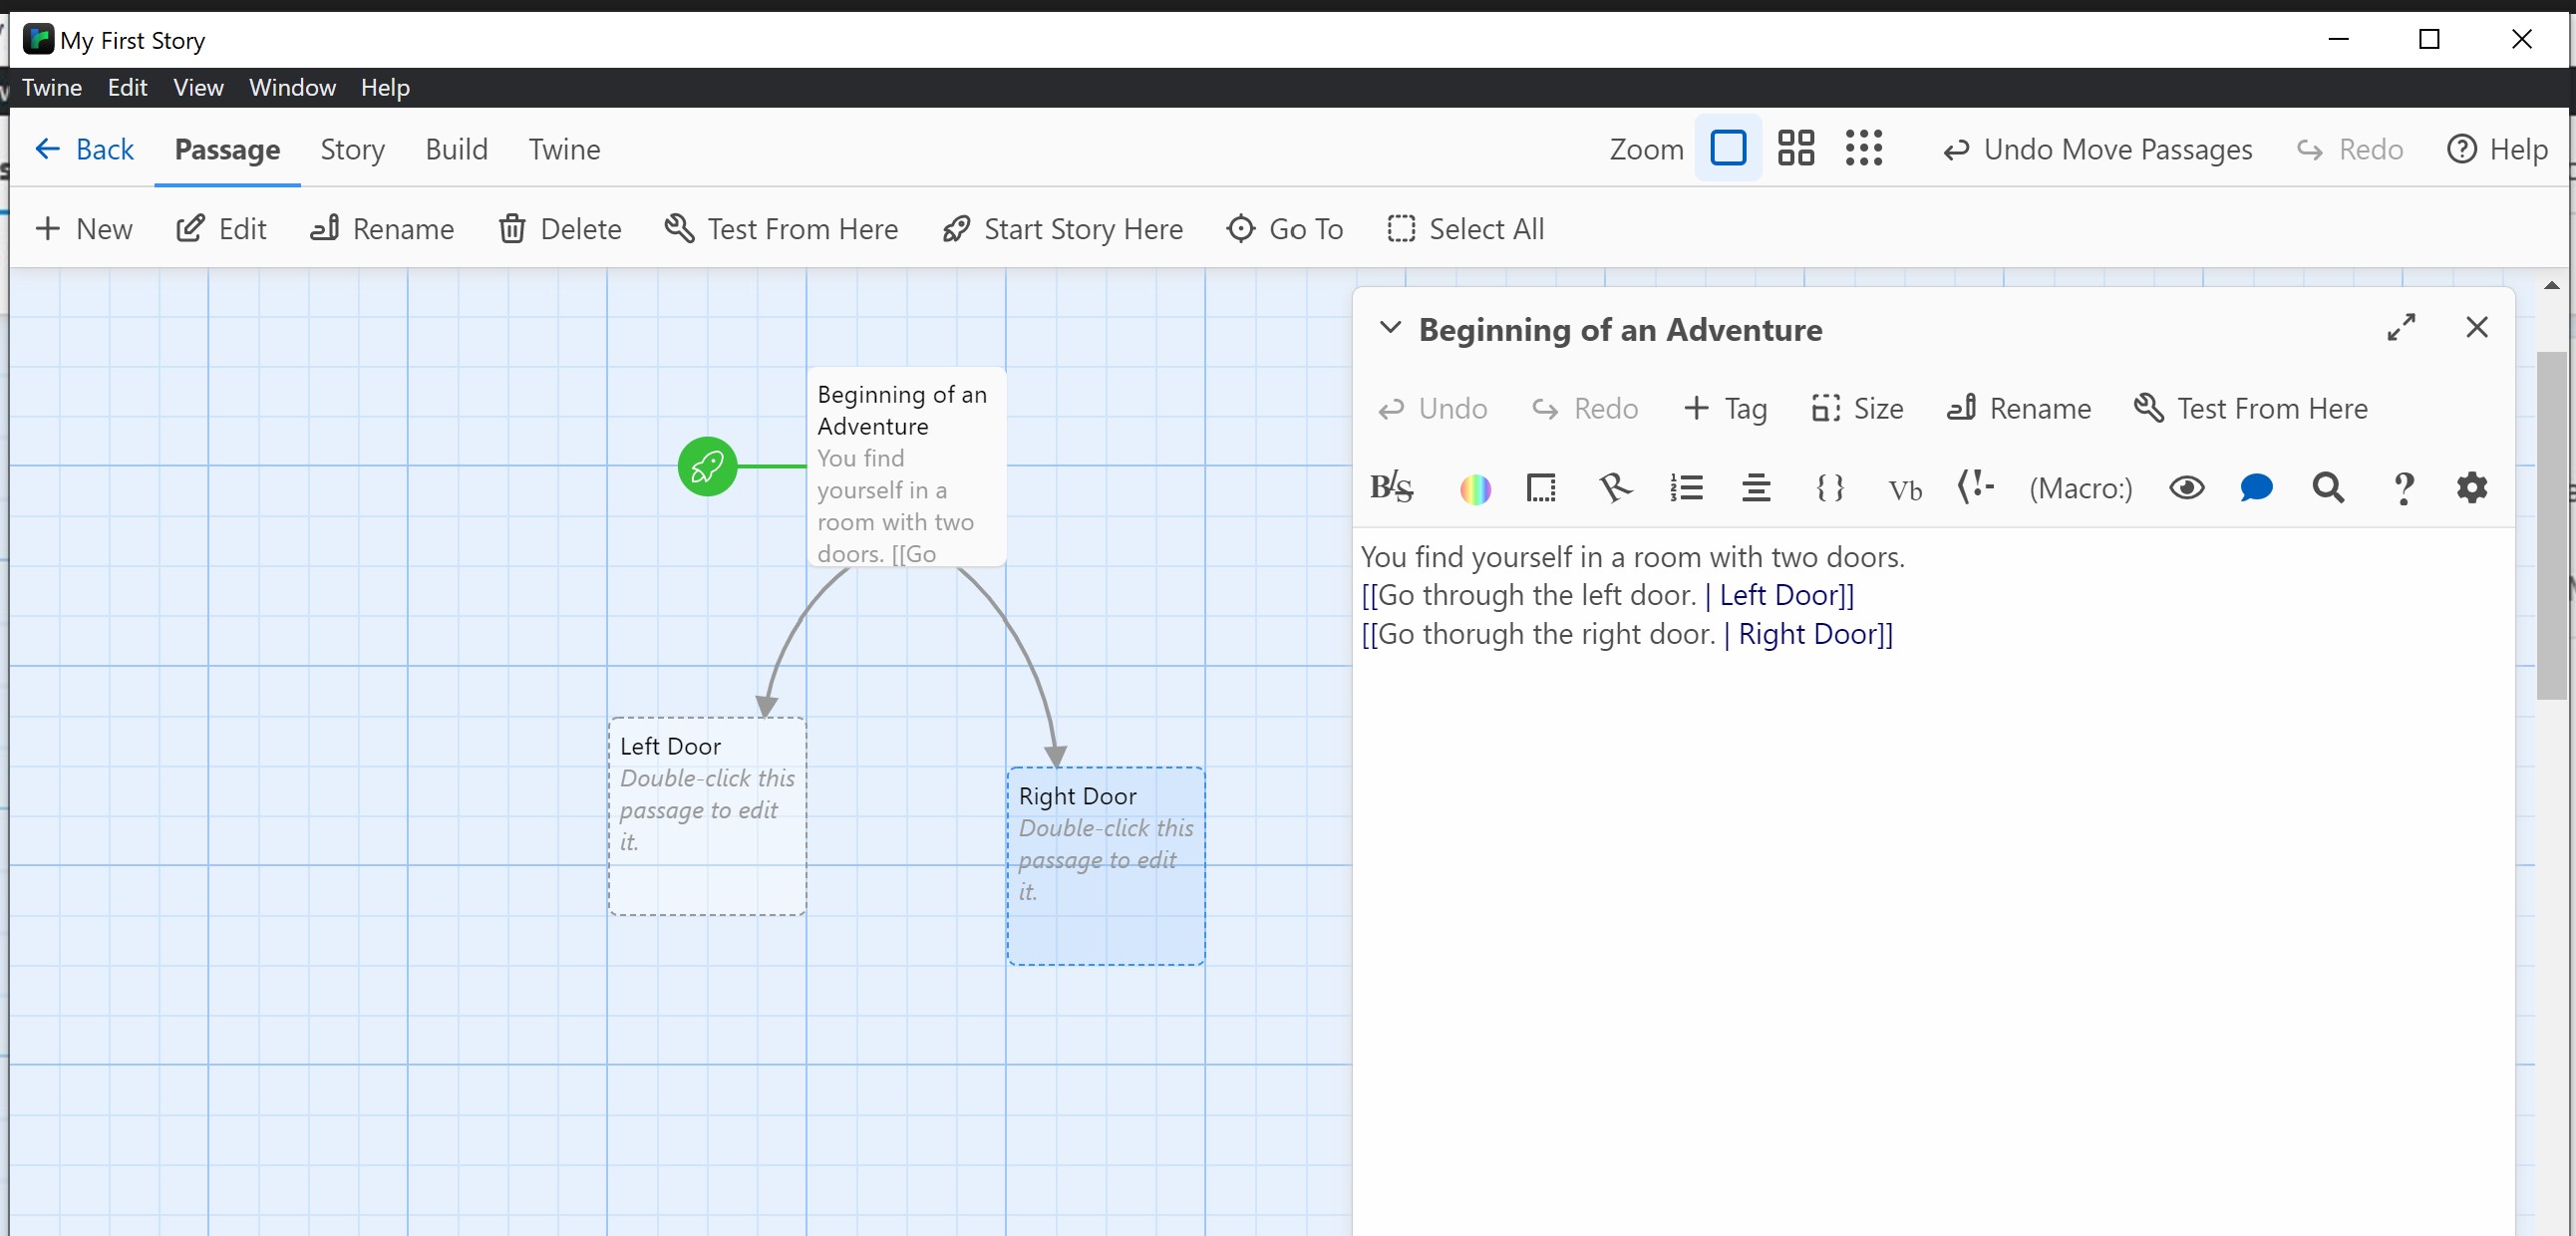 My First Story
Twine Edit View Window Help
Back Passage Story Build Twine Zoom Undo Move Passages Redo Help
New Edit Rename Delete Test From Here Start Story Here Go To Select All
Beginning of an
Adventure
You find
yourself in a
room with two
doors. [[Go
Left Door
Double-click this
passage to edit
it.
Right Door
Double-click this
passage to edit
it.
Beginning of an Adventure
Undo Redo + Tag Size Rename Test From Here
B/S { } Vb (Macro:) ?
You find yourself in a room with two doors.
[[Go through the left door. | Left Door]]
[[Go thorugh the right door. | Right Door]]